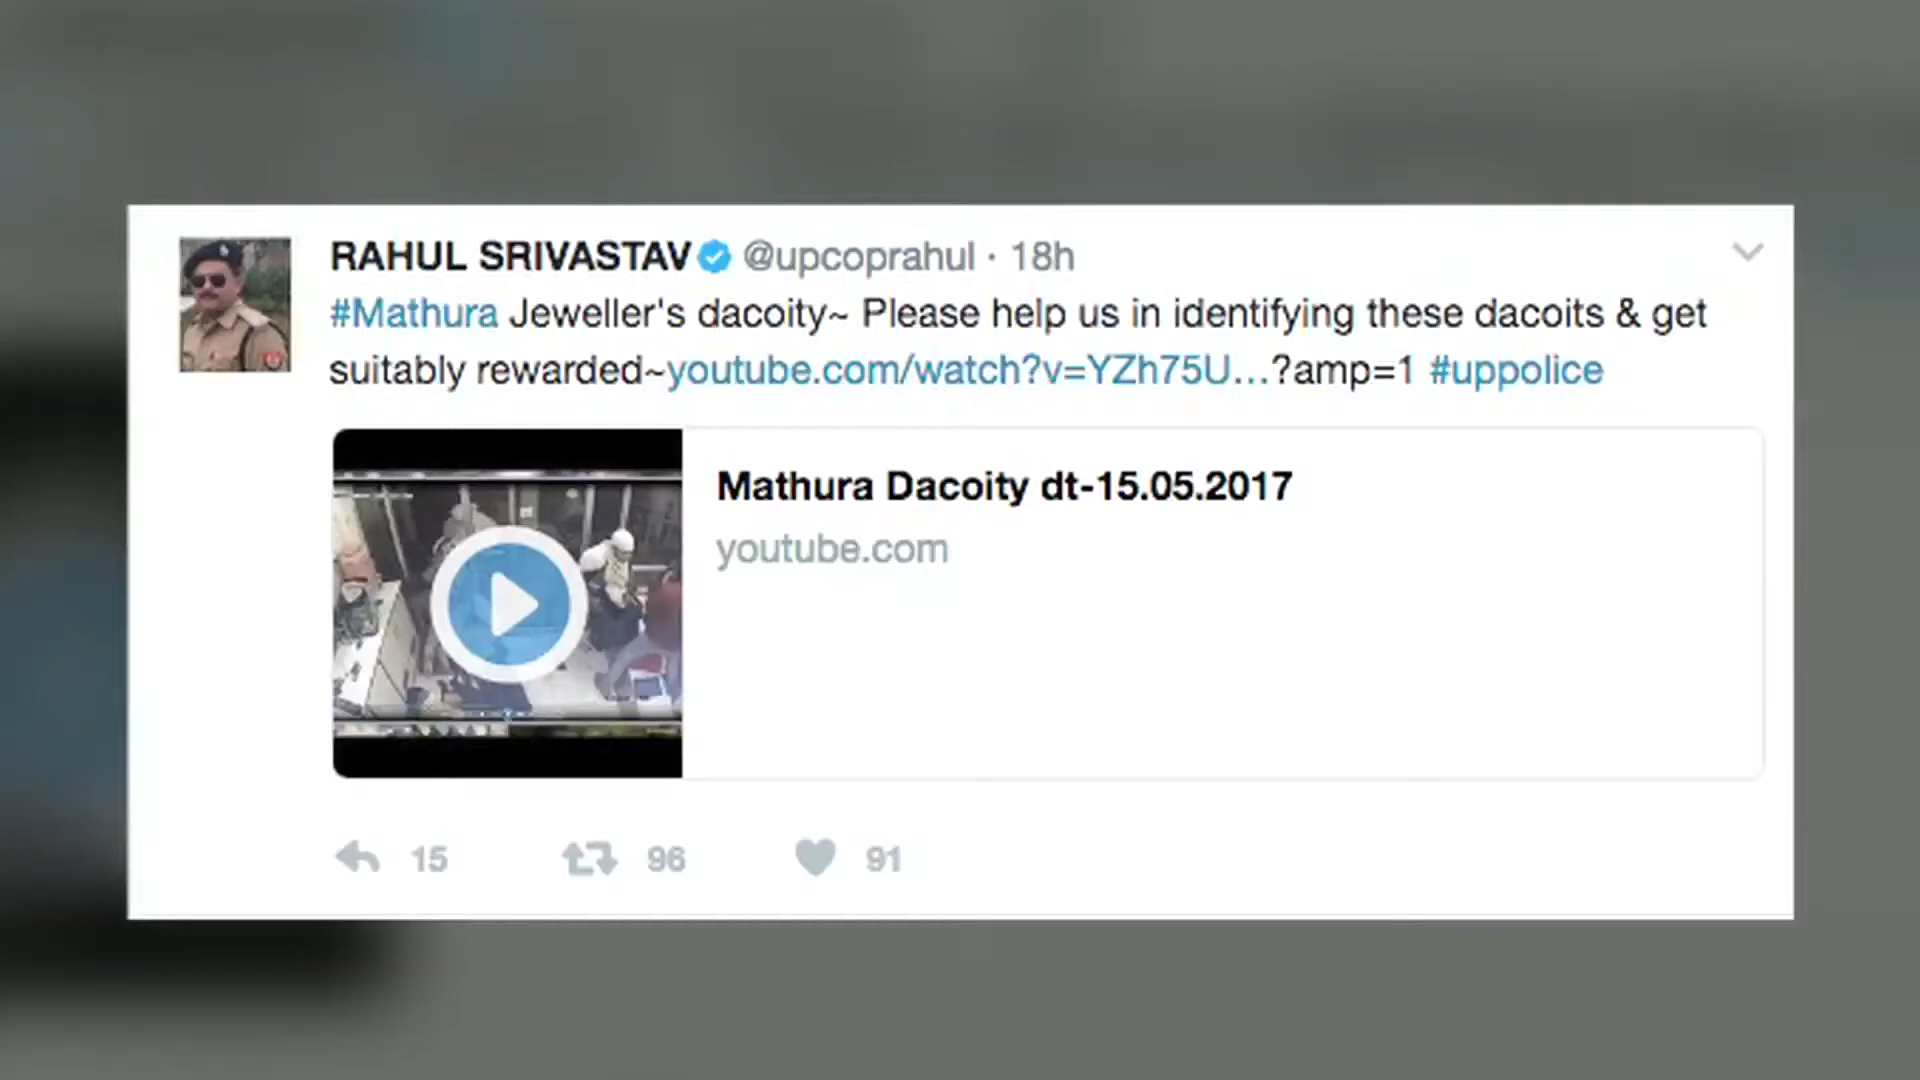 RAHUL SRIVASTAV @upcoprahul · 18h
#Mathura Jeweller's dacoity~ Please help us in identifying these dacoits & get
suitably rewarded~youtube.com/watch?v=YZh75U...?amp=1 #uppolice
Mathura Dacoity dt-15.05.2017
youtube.com
15 96 91